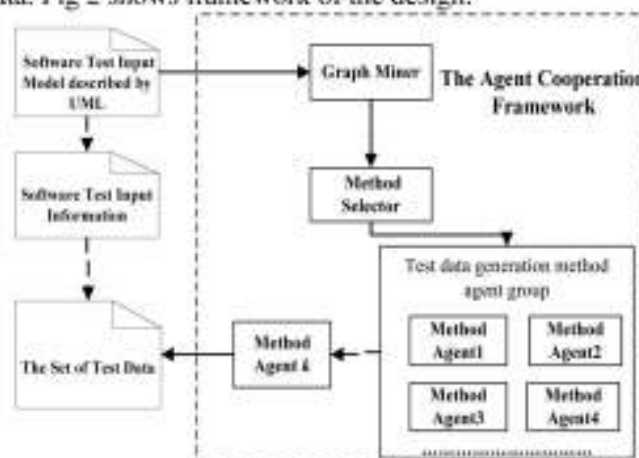 Fig 2 shows framework of the design.
Software Test Input
Model described by
UML
Graph Miner
The Agent Cooperation
Framework
Software Test Input
Information
Method
Selector
Test data generation method
agent group
Method
Agent1
Method
Agent2
The Set of Test Data
Method
Agent k
Method
Agent3
Method
Agent4